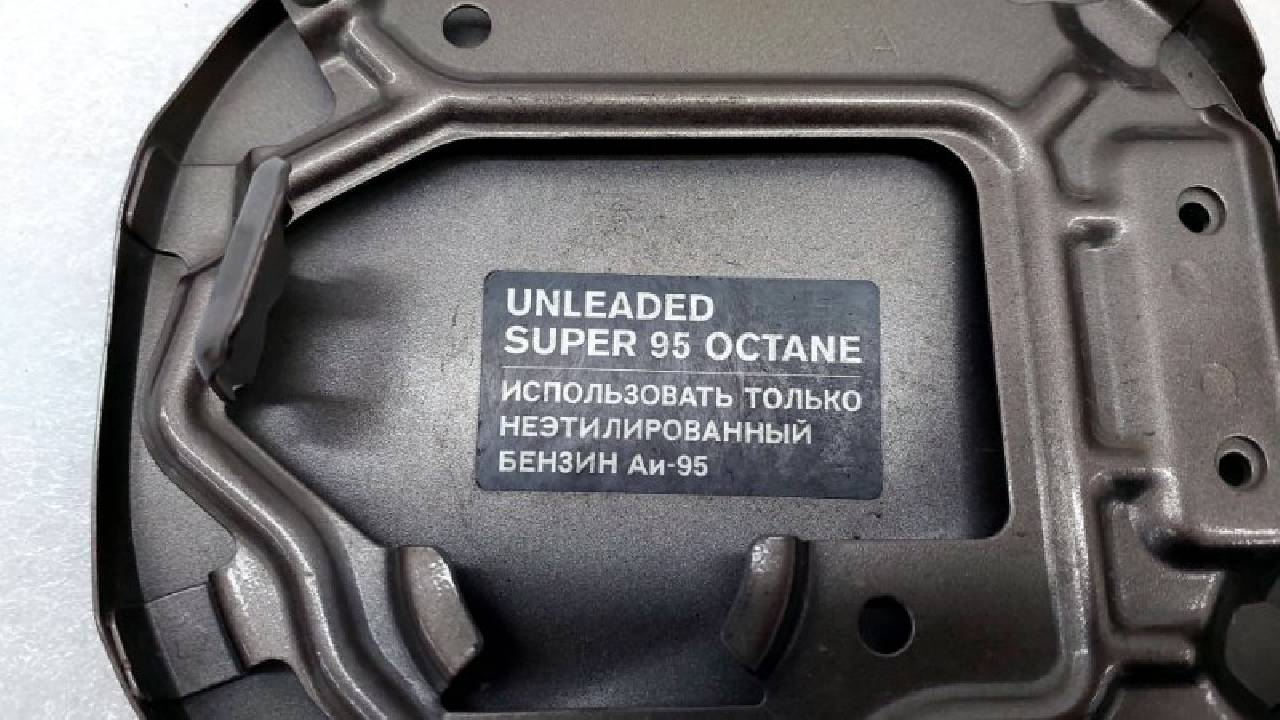 UNLEADED
SUPER 95 OCTANE
ИСПОЛЬЗОВАТЬ ТОЛЬКО
НЕЭТИЛИРОВАННЫЙ
БЕНЗИН Аи-95